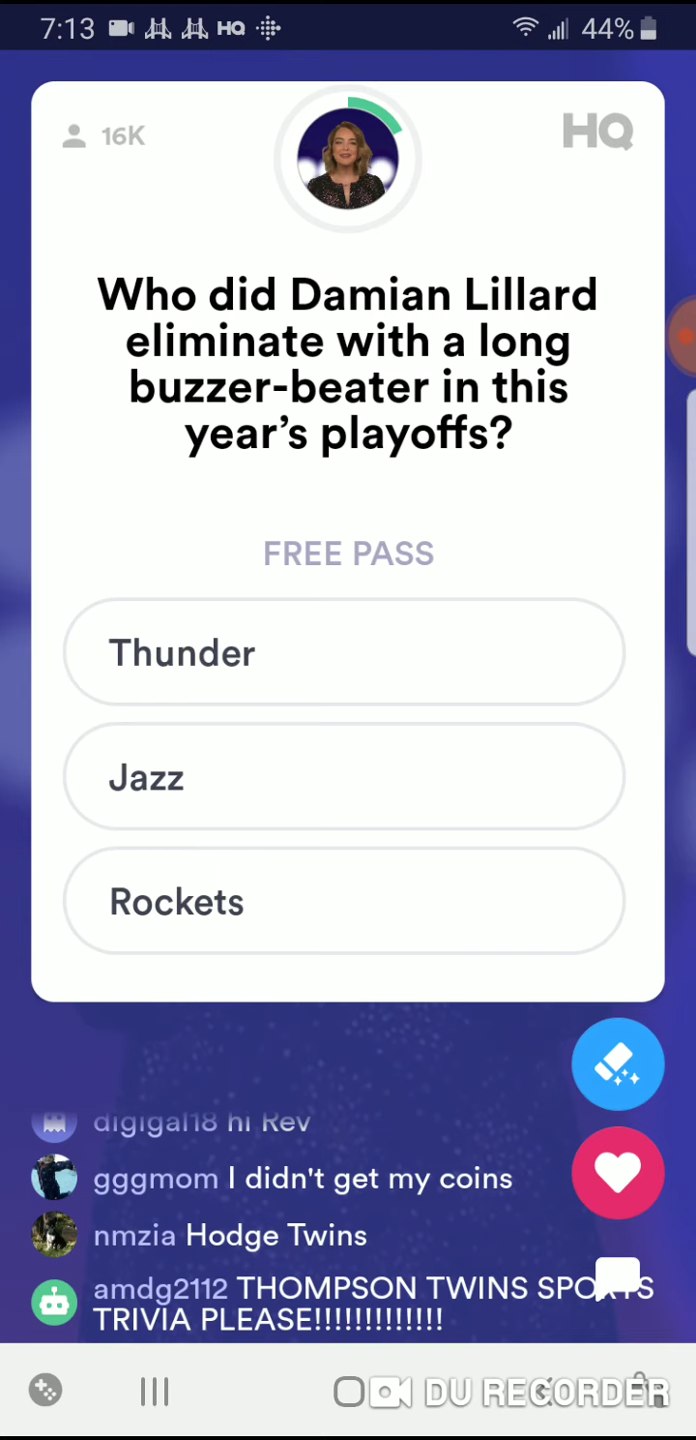 7:13 HQ 44%
16K HQ
Who did Damian Lillard
eliminate with a long
buzzer-beater in this
year's playoffs?
FREE PASS
Thunder
Jazz
Rockets
digigal18 hi Rev
gggmom I didn't get my coins
nmzia Hodge Twins
amdg2112 THOMPSON TWINS SPORTS
TRIVIA PLEASE!!!!!!!!!!!!!
DU RECORDER